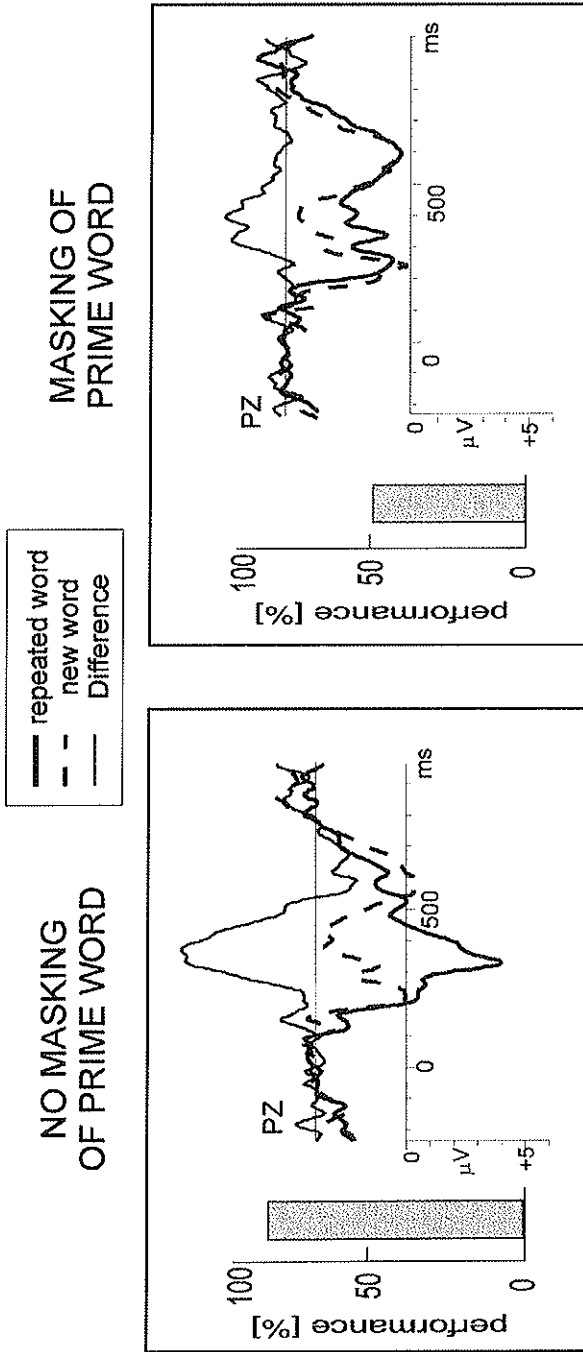 NO MASKING
OF PRIME WORD
repeated word
new word
Difference
MASKING OF
PRIME WORD
performance [%]
100
50
0
PZ
0
µV
+5
0
500
ms
performance [%]
100
50
0
PZ
0
µV
+5
0
500
ms